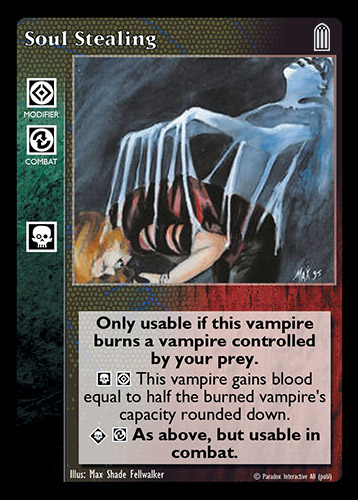 Soul Stealing
MODIFIER
COMBAT
MAX 95
Only usable if this vampire
burns a vampire controlled
by your prey.
This vampire gains blood
equal to half the burned vampire's
capacity rounded down.
As above, but usable in
combat.
Illus: Max Shade Fellwalker
© Paradox Interactive AB (publ)